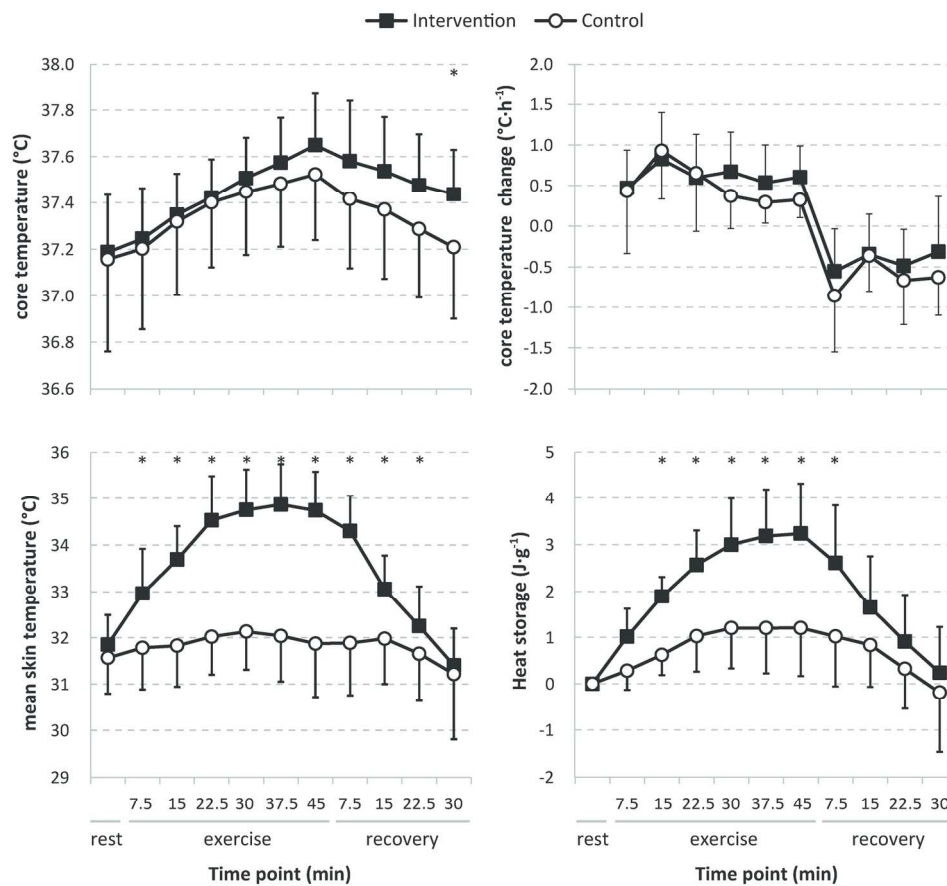 Intervention Control
core temperature (°C)
38.0
37.8
37.6
37.4
37.2
37.0
36.8
36.6
*
core temperature change (°C·h⁻¹)
2.0
1.5
1.0
0.5
0.0
-0.5
-1.0
-1.5
-2.0
mean skin temperature (°C)
36
35
34
33
32
31
30
29
* * * * * * * * *
7.5 15 22.5 30 37.5 45 7.5 15 22.5 30
rest exercise recovery
Time point (min)
Heat storage (J·g⁻¹)
5
4
3
2
1
0
-1
-2
* * * * * *
7.5 15 22.5 30 37.5 45 7.5 15 22.5 30
rest exercise recovery
Time point (min)